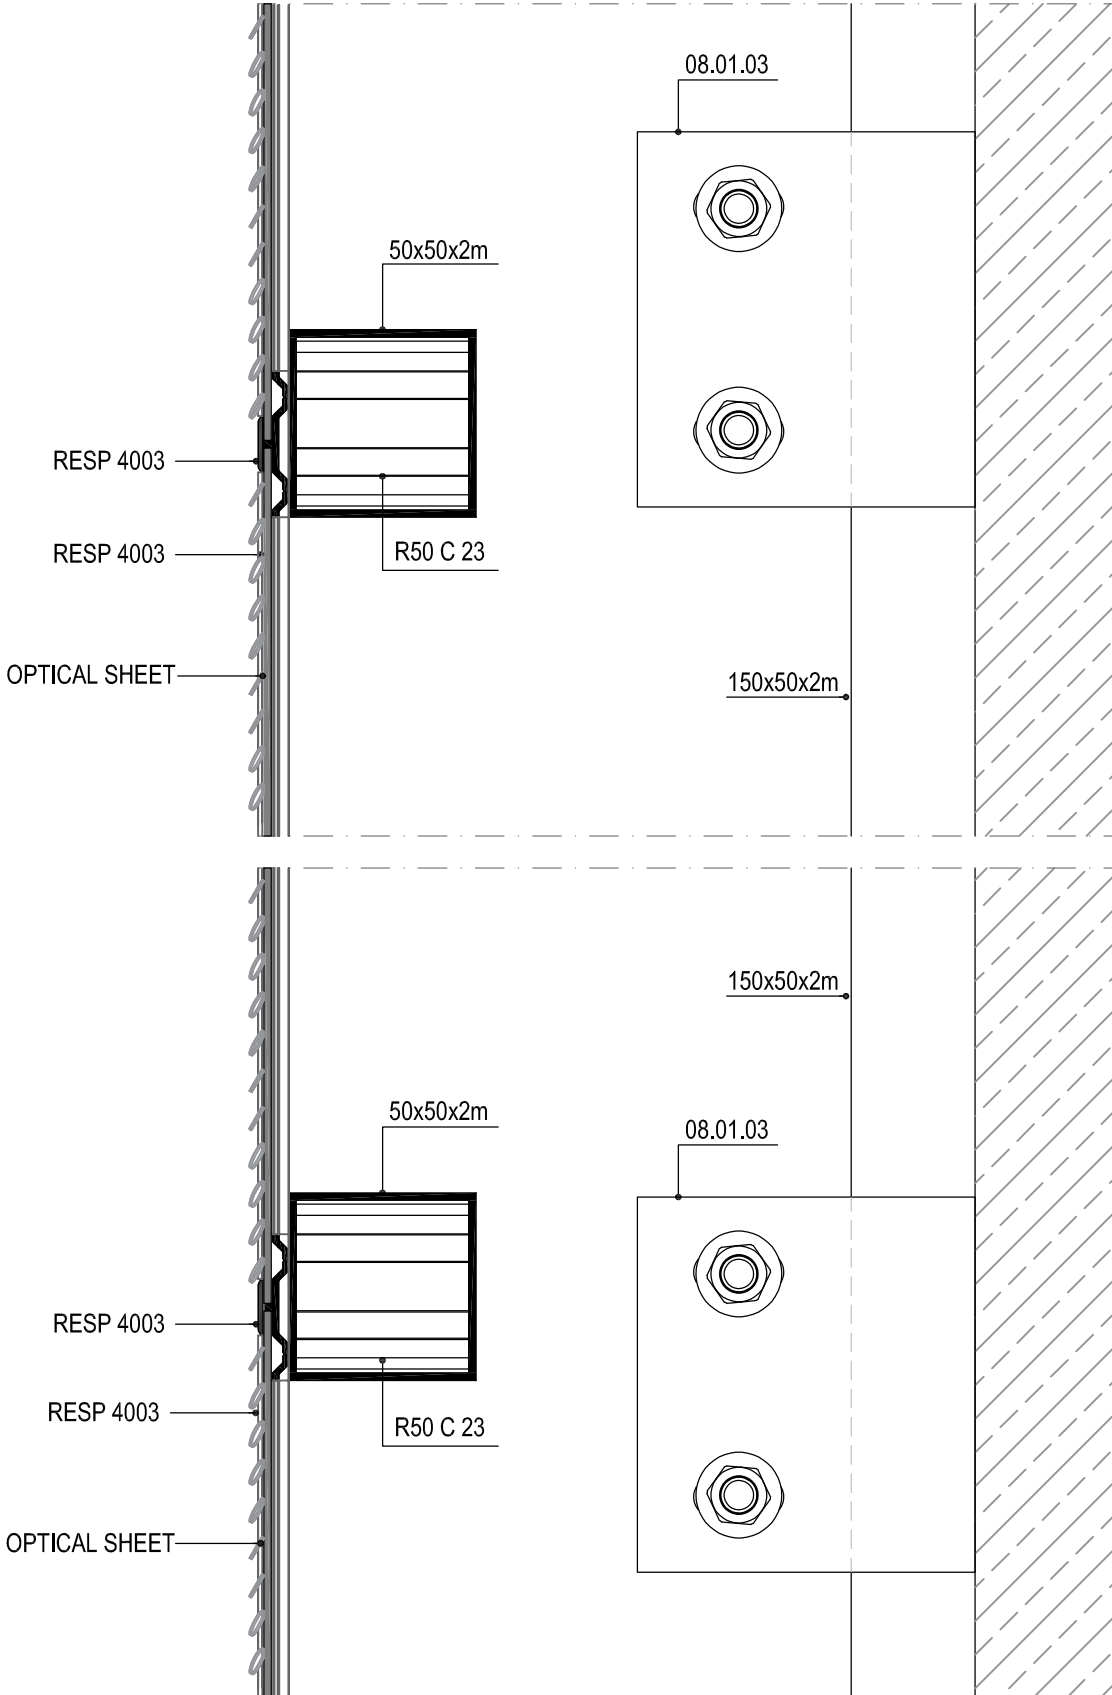 08.01.03
50x50x2m
RESP 4003
RESP 4003
R50 C 23
OPTICAL SHEET
150x50x2m
150x50x2m
50x50x2m
08.01.03
RESP 4003
RESP 4003
R50 C 23
OPTICAL SHEET